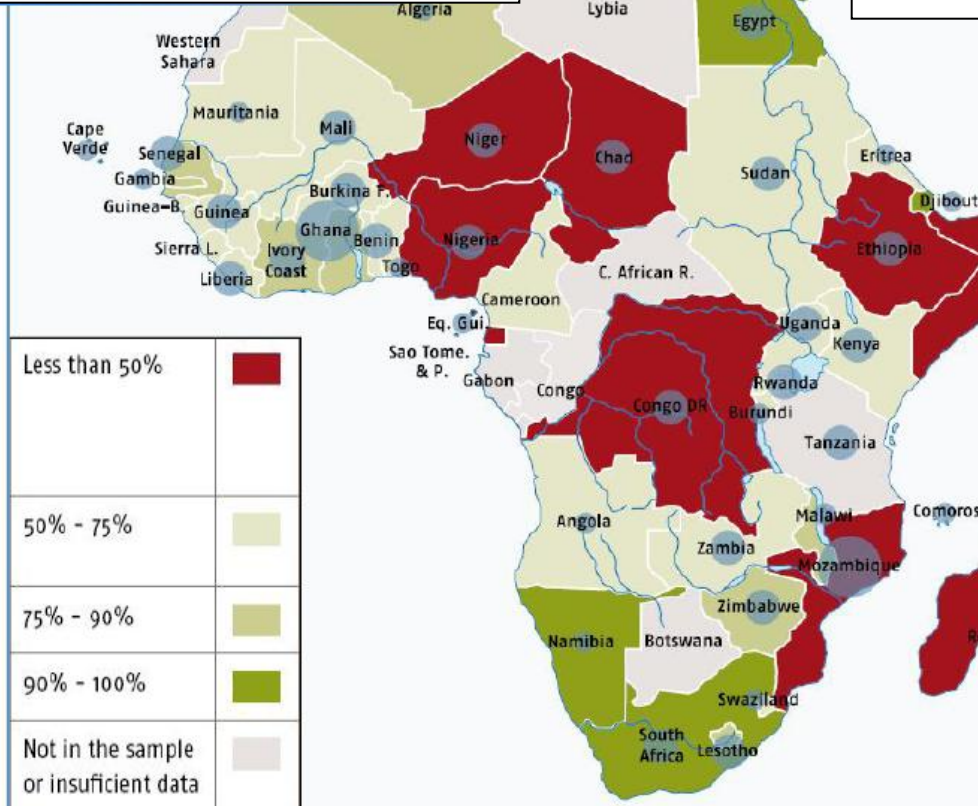 Algeria
Lybia
Egypt
Western
Sahara
Mauritania
Mali
Niger
Chad
Sudan
Eritrea
Cape
Verde
Senegal
Gambia
Guinea-B.
Guinea
Burkina F.
Djibout
Sierra L.
Liberia
Ivory
Coast
Ghana
Benin
Togo
Nigeria
Ethiopia
C. African R.
Cameroon
Eq. Gui.
Sao Tome.
& P.
Gabon
Congo
Uganda
Kenya
Rwanda
Congo DR
Burundi
Tanzania
Angola
Zambia
Malawi
Comoros
Mozambique
Zimbabwe
Namibia
Botswana
Swaziland
South
Africa
Lesotho
R
Less than 50%
50% - 75%
75% - 90%
90% - 100%
Not in the sample
or insuficient data